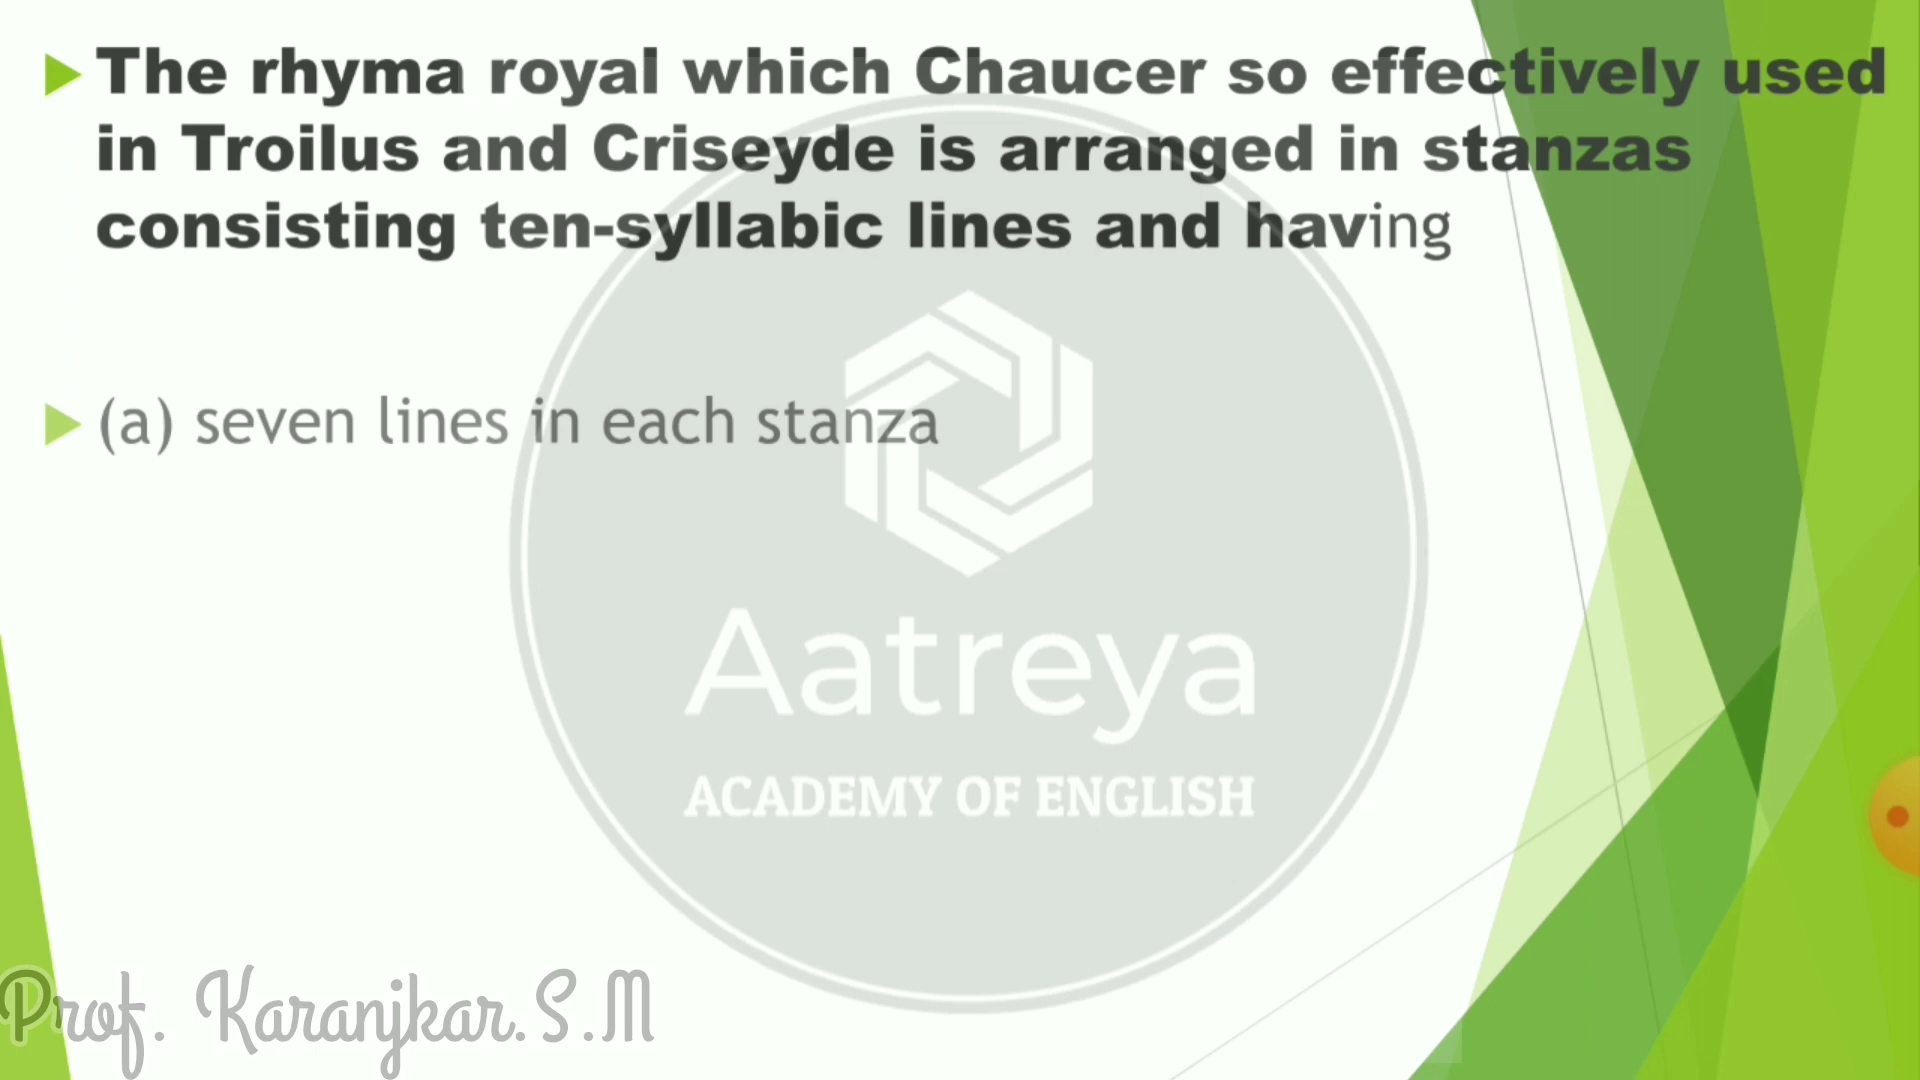 The rhyma royal which Chaucer so effectively used
in Troilus and Criseyde is arranged in stanzas
consisting ten-syllabic lines and having
(a) seven lines in each stanza
Aatreya
ACADEMY OF ENGLISH
Prof. Karanjkar.S.M